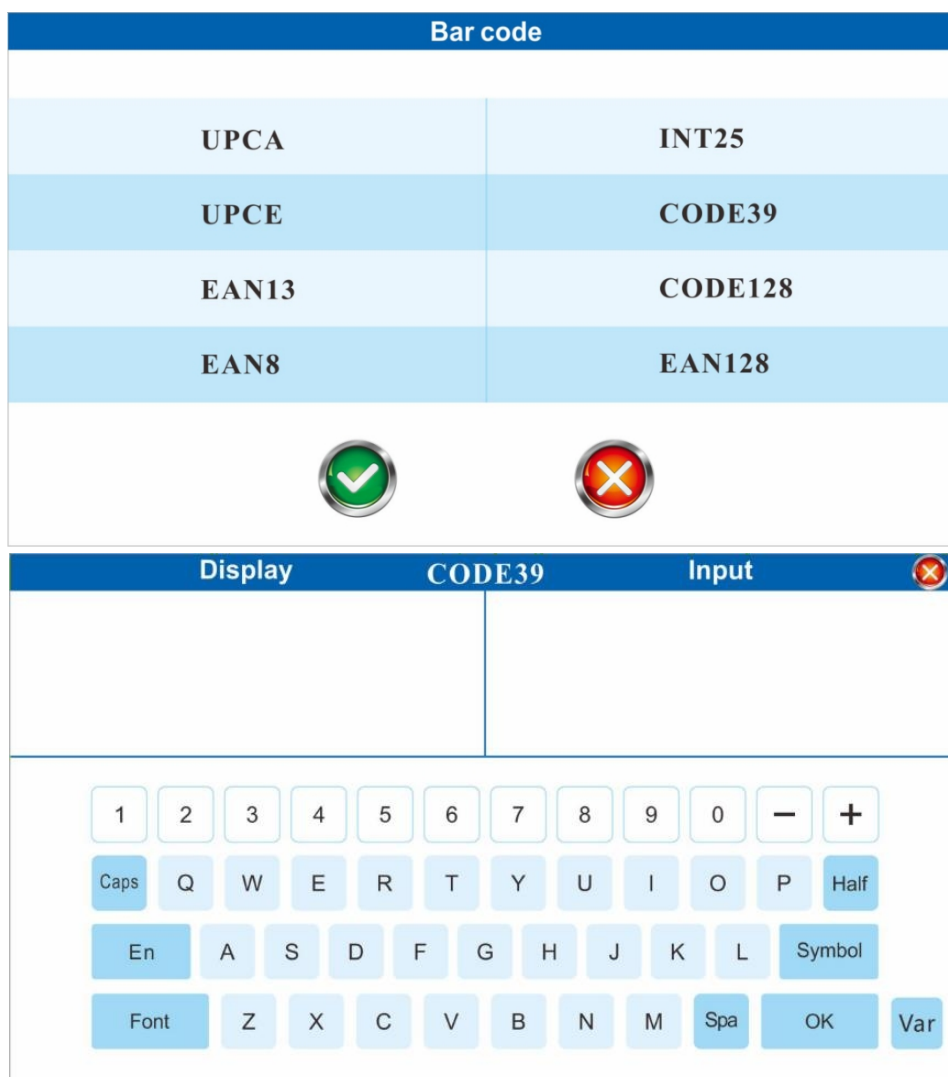 Bar code
UPCA INT25
UPCE CODE39
EAN13 CODE128
EAN8 EAN128
Display CODE39 Input
1 2 3 4 5 6 7 8 9 0 − +
Caps Q W E R T Y U I O P Half
En A S D F G H J K L Symbol
Font Z X C V B N M Spa OK Var